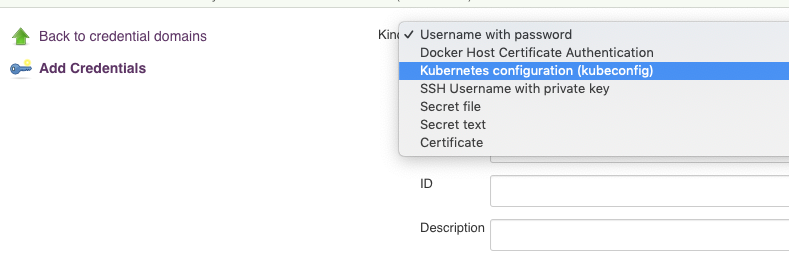 Back to credential domains
Add Credentials
Kind
Username with password
Docker Host Certificate Authentication
Kubernetes configuration (kubeconfig)
SSH Username with private key
Secret file
Secret text
Certificate
ID
Description